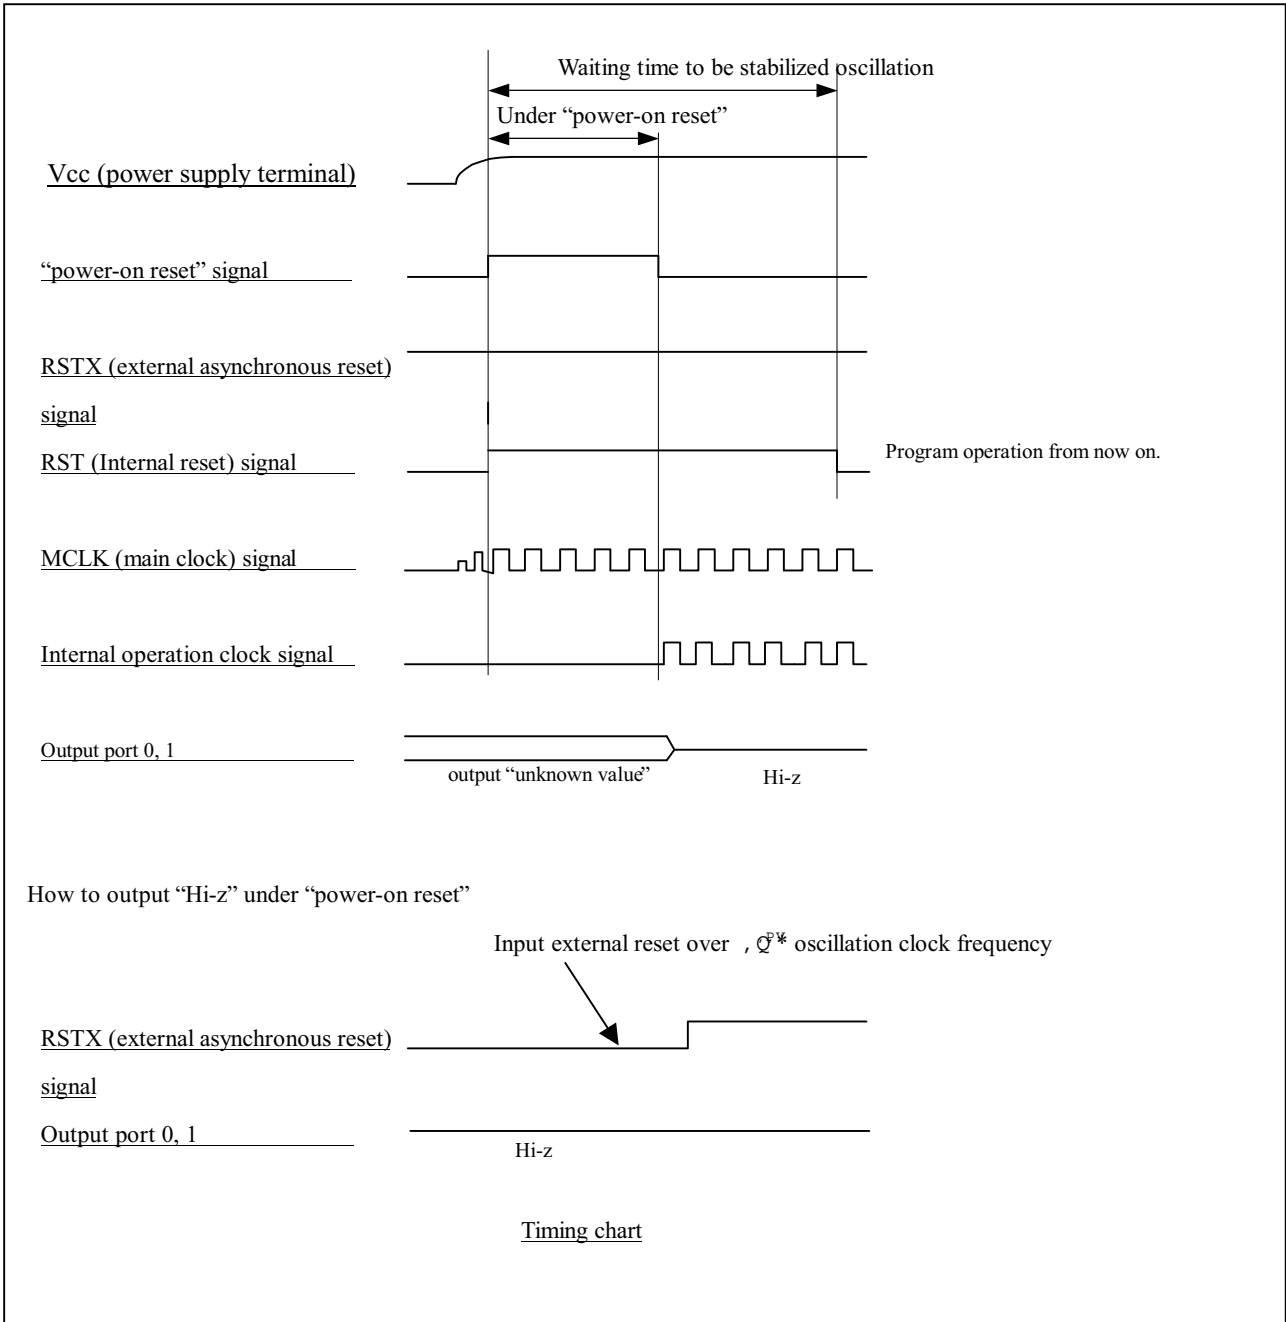 Waiting time to be stabilized oscillation
Under “power-on reset”
Vcc (power supply terminal)
“power-on reset” signal
RSTX (external asynchronous reset)
signal
RST (Internal reset) signal
Program operation from now on.
MCLK (main clock) signal
Internal operation clock signal
Output port 0, 1
output “unknown value”
Hi-z
How to output “Hi-z” under “power-on reset”
Input external reset over oscillation clock frequency
RSTX (external asynchronous reset)
signal
Output port 0, 1
Hi-z
Timing chart